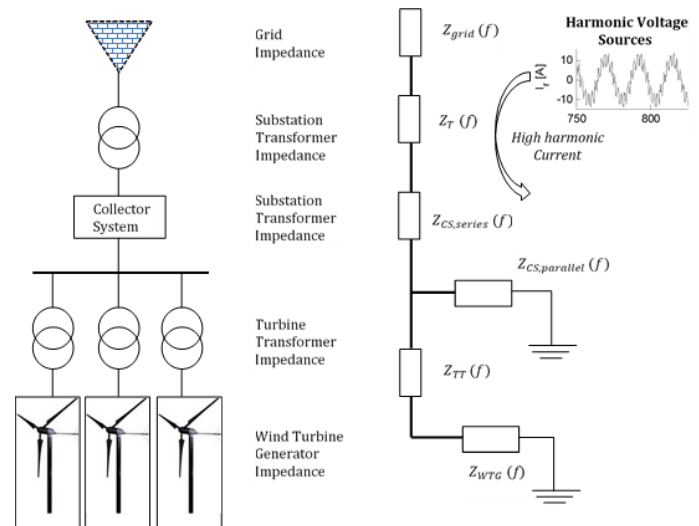 Grid
Impedance
Substation
Transformer
Impedance
Collector
System
Substation
Transformer
Impedance
Turbine
Transformer
Impedance
Wind Turbine
Generator
Impedance
Z_grid (f)
Z_T (f)
Z_CS,series (f)
Z_CS,parallel (f)
Z_TT (f)
Z_WTG (f)
Harmonic Voltage
Sources
I_r [A]
10
0
-10
750
800
High harmonic
Current